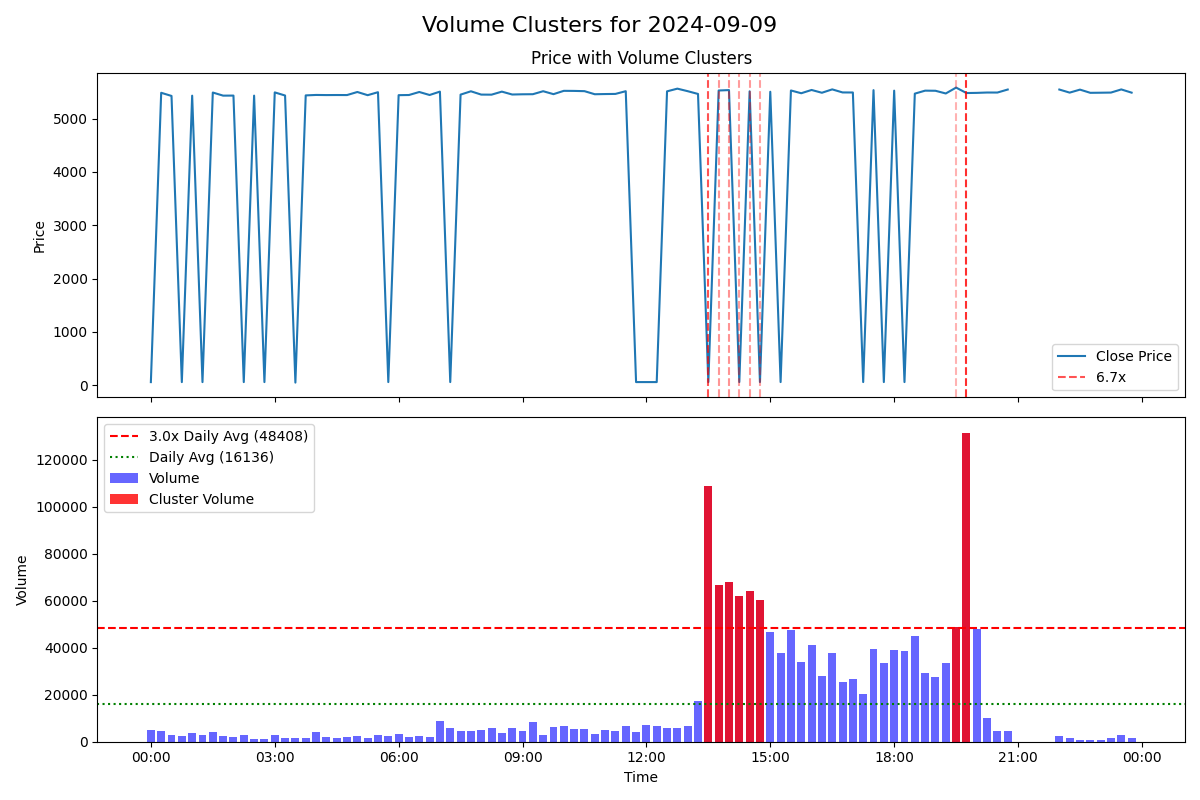 Volume Clusters for 2024-09-09
Price with Volume Clusters
5000
4000
3000
2000
1000
0
Price
Close Price
6.7x
120000
100000
80000
60000
40000
20000
0
Volume
3.0x Daily Avg (48408)
Daily Avg (16136)
Volume
Cluster Volume
00:00 03:00 06:00 09:00 12:00 15:00 18:00 21:00 00:00
Time